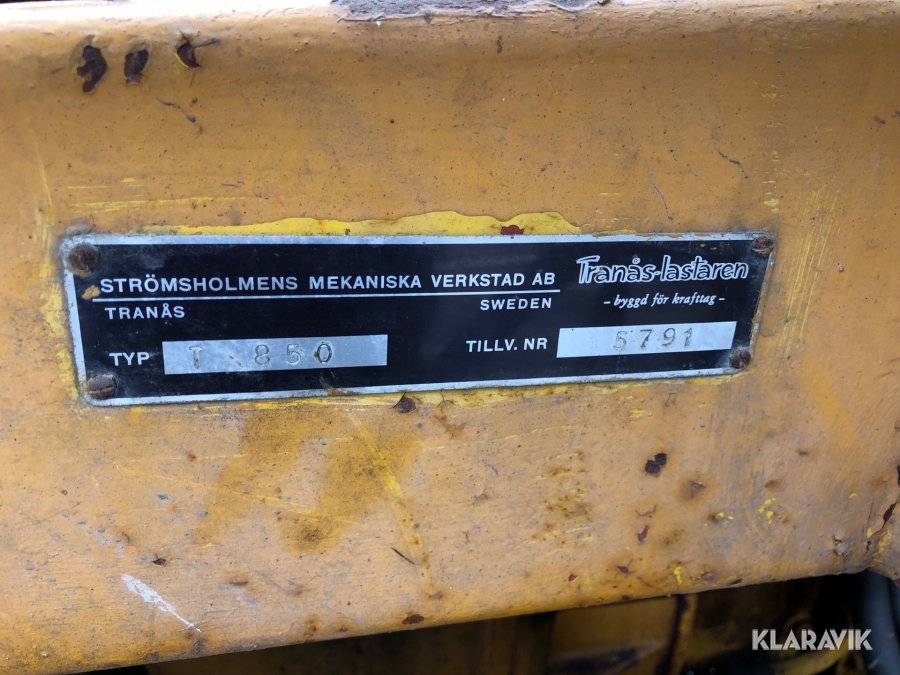 STRÖMSHOLMENS MEKANISKA VERKSTAD AB
TRANÅS SWEDEN
Tranås-lastaren
- byggd för krafttag -
TYP T 850
TILLV. NR 5791
KLARAVIK